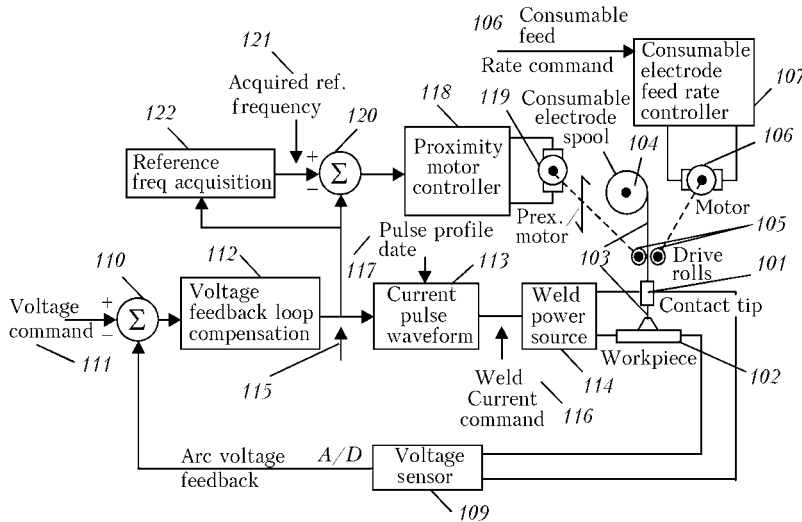 106
Consumable
feed
Rate command
Consumable
electrode
feed rate
controller
107
121
Acquired ref.
frequency
122
120
118
119
Consumable
electrode
spool
104
106
Reference
freq acquisition
+
−
Σ
Proximity
motor
controller
Motor
Prex.
motor
105
103
Drive
rolls
101
Contact tip
Pulse profile
date
117
110
112
113
Voltage
command
+
−
111
Σ
Voltage
feedback loop
compensation
Current
pulse
waveform
Weld
power
source
Workpiece
102
115
114
Weld
Current
command
116
Arc voltage
feedback
A/D
Voltage
sensor
109